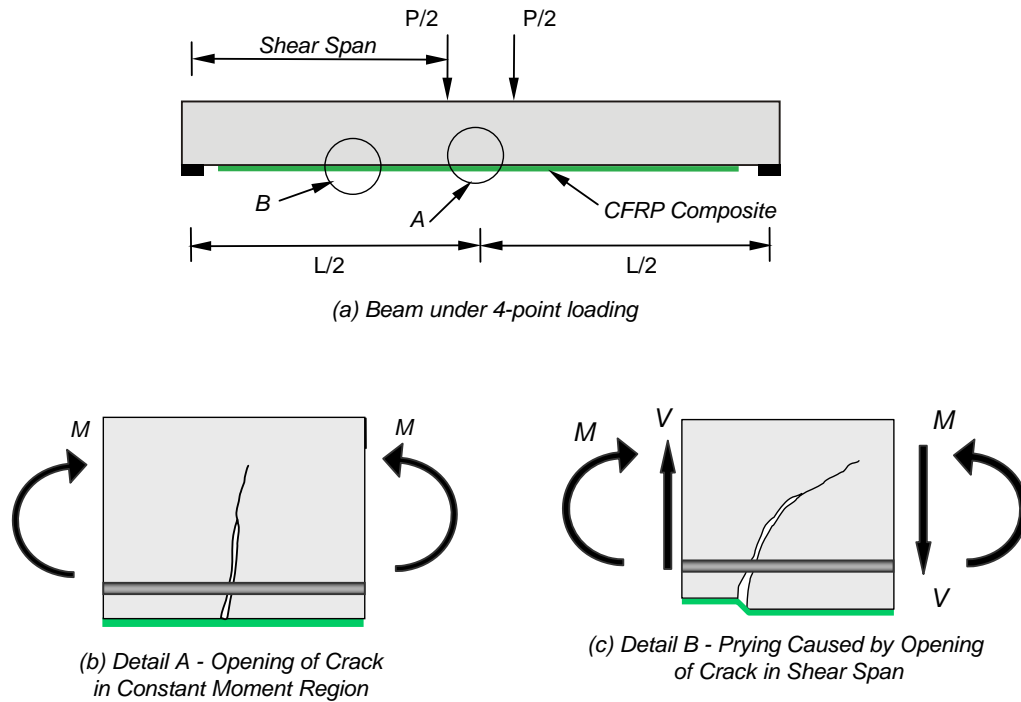 P/2
P/2
Shear Span
B
A
CFRP Composite
L/2
L/2
(a) Beam under 4-point loading
M
M
M
V
M
V
(b) Detail A - Opening of Crack
in Constant Moment Region
(c) Detail B - Prying Caused by Opening
of Crack in Shear Span